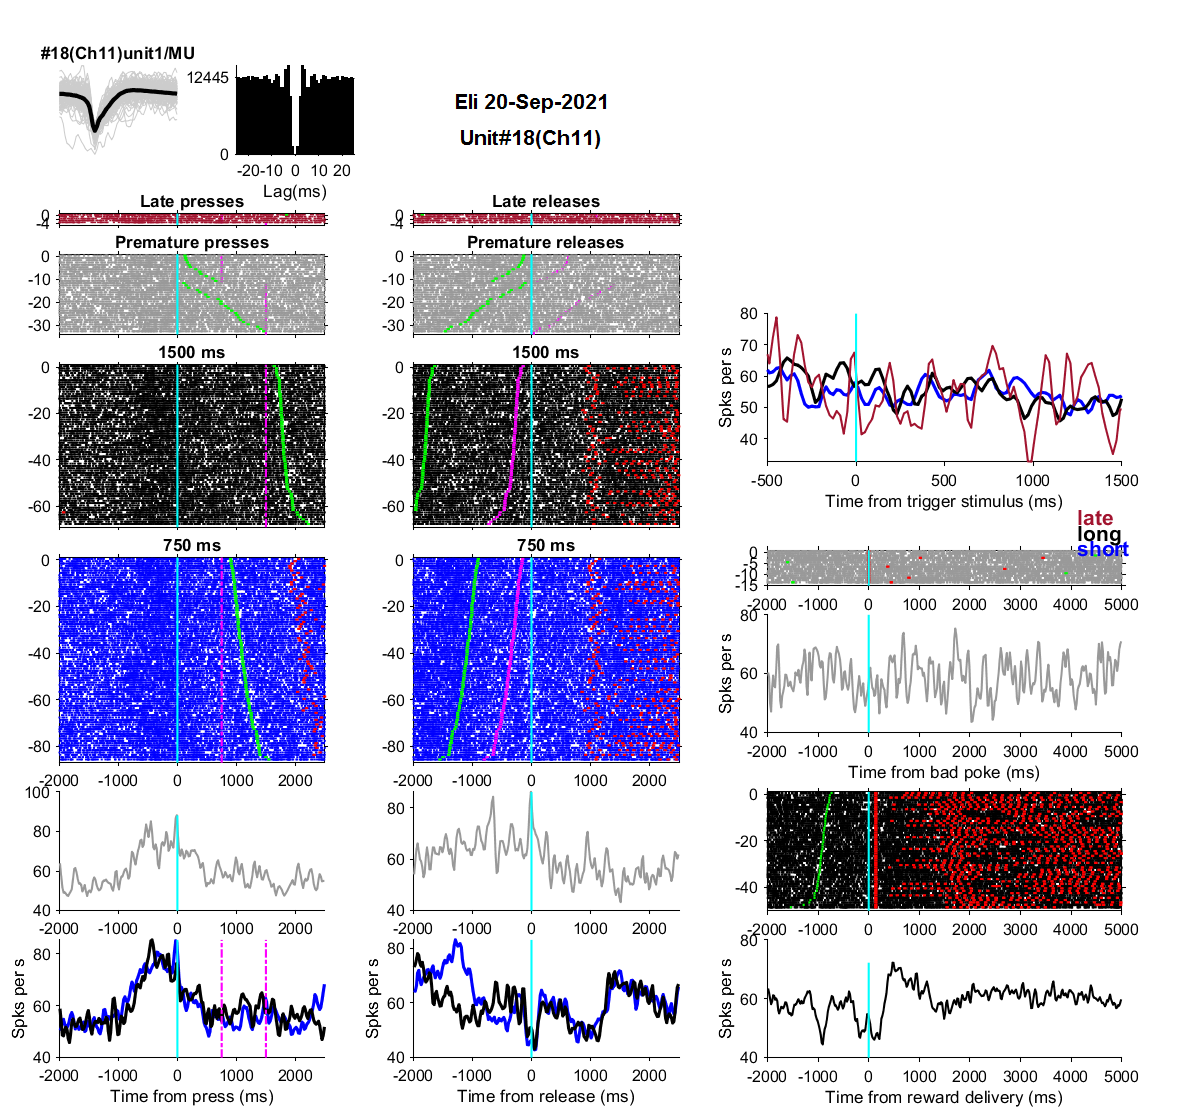 #18(Ch11)unit1/MU
12445
0
-20 -10 0 10 20
Lag(ms)
Eli 20-Sep-2021
Unit#18(Ch11)
Late presses
0
-4
Late releases
0
-4
Premature presses
0
-10
-20
-30
Premature releases
0
-10
-20
-30
1500 ms
0
-20
-40
-60
1500 ms
0
-20
-40
-60
750 ms
0
-20
-40
-60
-80
-2000 -1000 0 1000 2000
750 ms
0
-20
-40
-60
-80
-2000 -1000 0 1000 2000
100
80
60
40
-2000 -1000 0 1000 2000
80
60
40
-2000 -1000 0 1000 2000
Spks per s
80
60
40
-2000 -1000 0 1000 2000
Time from press (ms)
Spks per s
80
60
40
-2000 -1000 0 1000 2000
Time from release (ms)
Spks per s
80
70
60
50
40
-500 0 500 1000 1500
Time from trigger stimulus (ms)
late
long
short
0
-5
-10
-15
-2000 -1000 0 1000 2000 3000 4000 5000
Spks per s
80
60
40
-2000 -1000 0 1000 2000 3000 4000 5000
Time from bad poke (ms)
0
-20
-40
-2000 -1000 0 1000 2000 3000 4000 5000
Spks per s
80
60
40
-2000 -1000 0 1000 2000 3000 4000 5000
Time from reward delivery (ms)